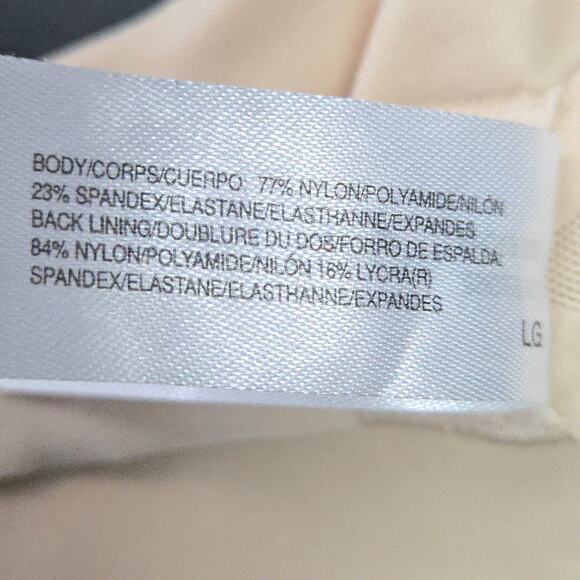 BODY/CORPS/CUERPO: 77% NYLON/POLYAMIDE/NILÓN
23% SPANDEX/ELASTANE/ELASTHANNE/EXPANDES
BACK LINING/DOUBLURE DU DOS/FORRO DE ESPALDA:
84% NYLON/POLYAMIDE/NILÓN 16% LYCRA(R)
SPANDEX/ELASTANE/ELASTHANNE/EXPANDES
LG